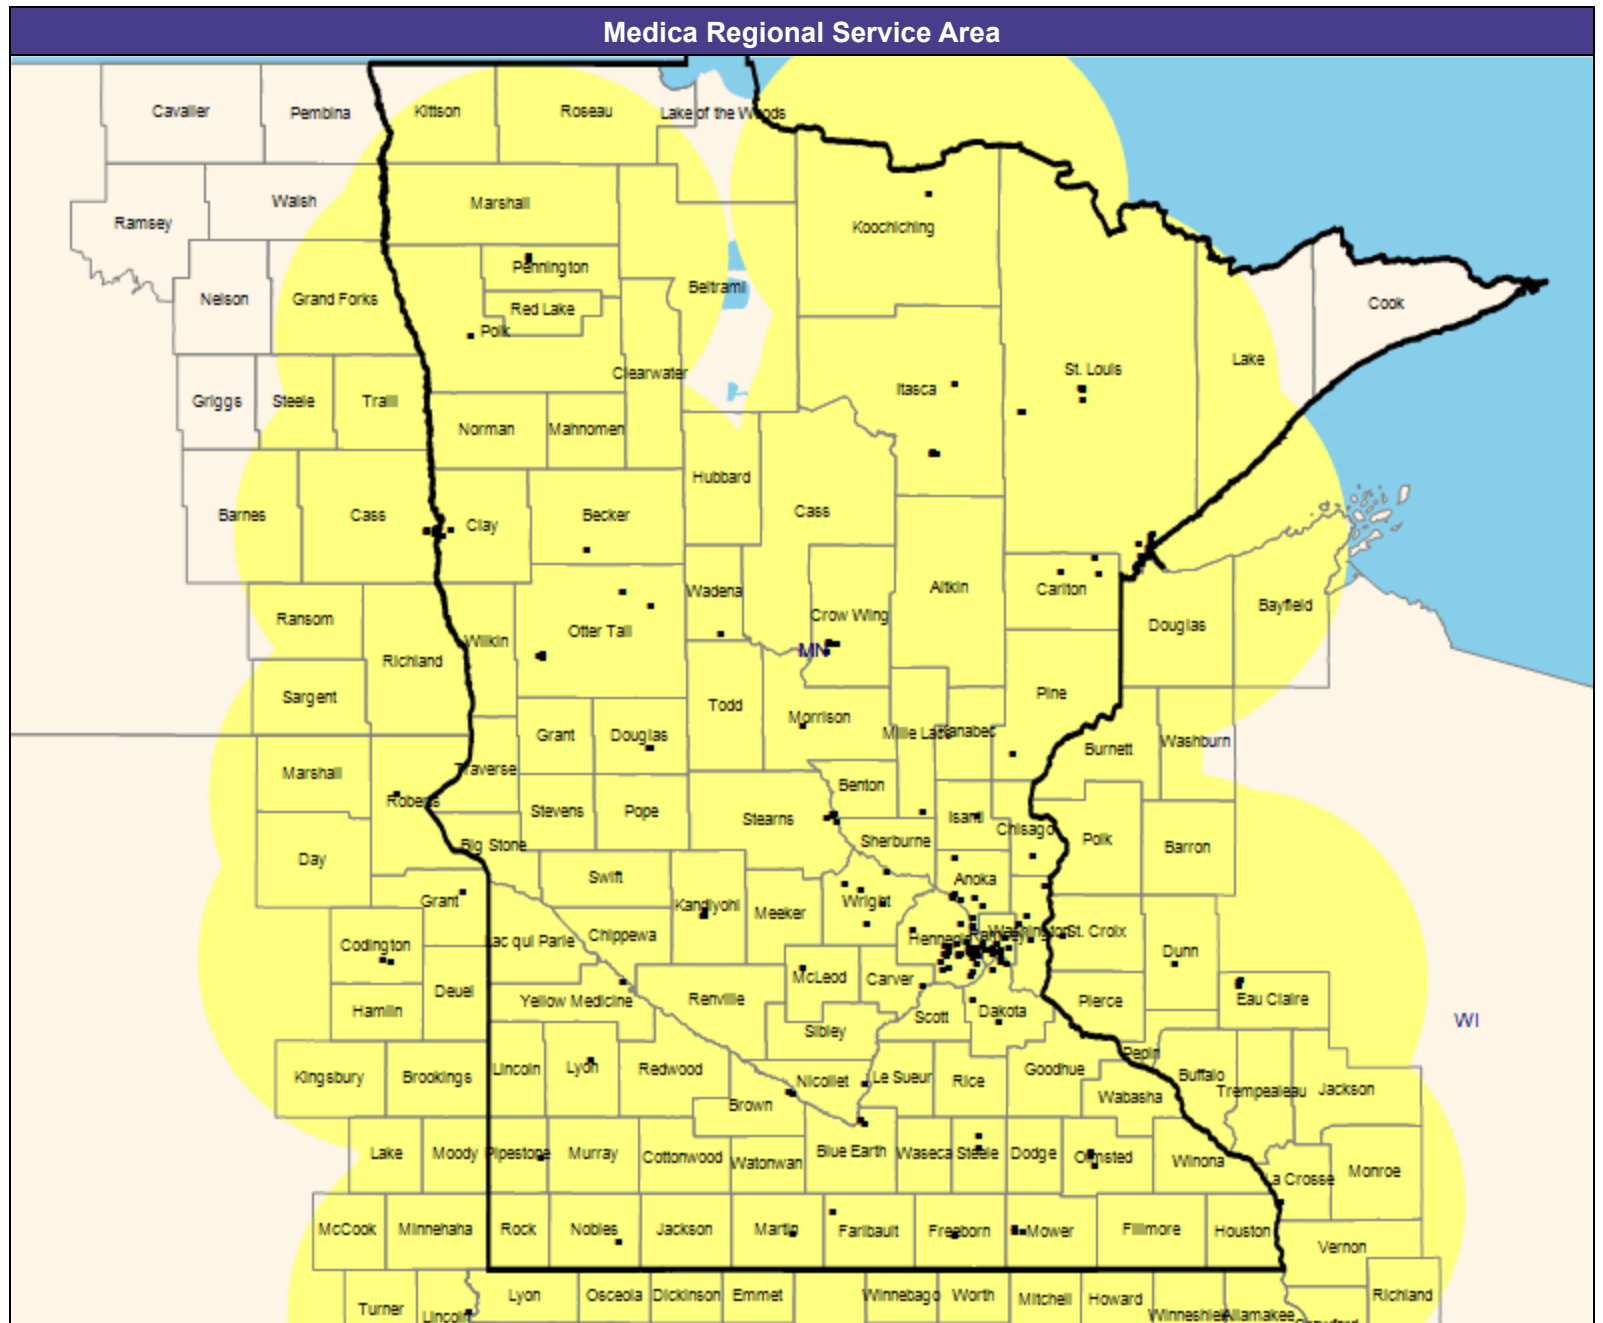 Medica Regional Service Area
Cavalier
Pembina
Kittson
Roseau
Lake of the Woods
Ramsey
Walsh
Marshall
Koochiching
Nelson
Grand Forks
Pennington
Red Lake
Polk
Beltrami
Cook
Griggs
Steele
Traill
Clearwater
Itasca
St. Louis
Lake
Norman
Mahnomen
Hubbard
Cass
Barnes
Cass
Clay
Becker
Ransom
Richland
Wilkin
Otter Tail
Wadena
Crow Wing
MN
Aitkin
Carlton
Douglas
Bayfield
Sargent
Grant
Douglas
Todd
Morrison
Mille Lacs
Kanabec
Pine
Burnett
Washburn
Marshall
Roberts
Traverse
Stevens
Pope
Stearns
Benton
Sherburne
Isanti
Chisago
Polk
Barron
Day
Big Stone
Swift
Kandiyohi
Meeker
Wright
Anoka
Grant
Codington
Lac qui Parle
Chippewa
Hennepin
Ramsey
Washington
St. Croix
Dunn
Hamlin
Deuel
Yellow Medicine
Renville
McLeod
Carver
Scott
Dakota
Pierce
Eau Claire
WI
Sibley
Kingsbury
Brookings
Lincoln
Lyon
Redwood
Brown
Nicollet
Le Sueur
Rice
Goodhue
Pepin
Wabasha
Buffalo
Trempealeau
Jackson
Lake
Moody
Pipestone
Murray
Cottonwood
Watonwan
Blue Earth
Waseca
Steele
Dodge
Olmsted
Winona
La Crosse
Monroe
McCook
Minnehaha
Rock
Nobles
Jackson
Martin
Faribault
Freeborn
Mower
Fillmore
Houston
Vernon
Turner
Lincoln
Lyon
Osceola
Dickinson
Emmet
Winnebago
Worth
Mitchell
Howard
Winneshiek
Allamakee
Crawford
Richland